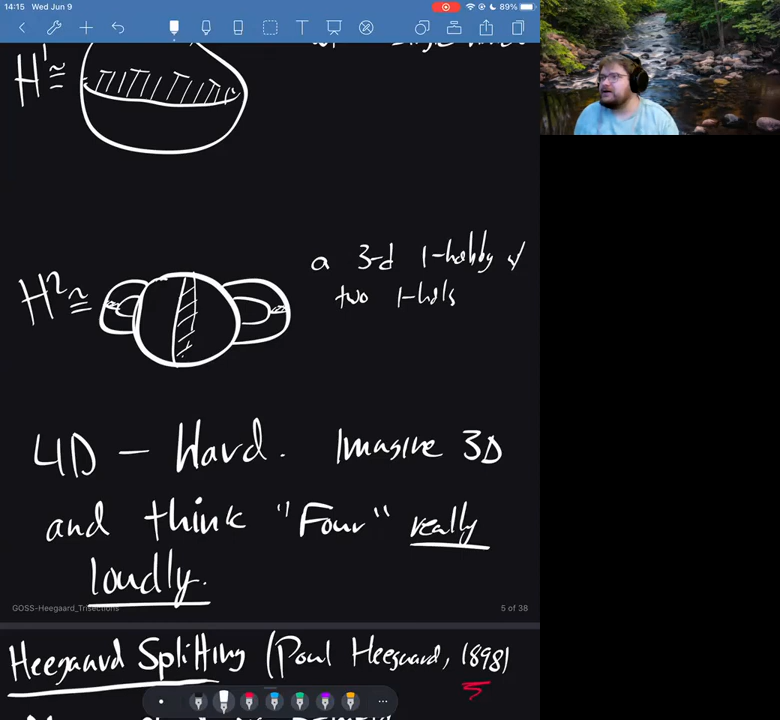 14:15 Wed Jun 9
89%
H¹ ≅
a 3-d 1-hobby w/
two 1-hols
H² ≅
4D — Hard. Imagine 3D
and think "Four" really
loudly.
GOSS-Heegaard_Trisections
5 of 38
Heegaard Splitting (Poul Heegaard, 1898)